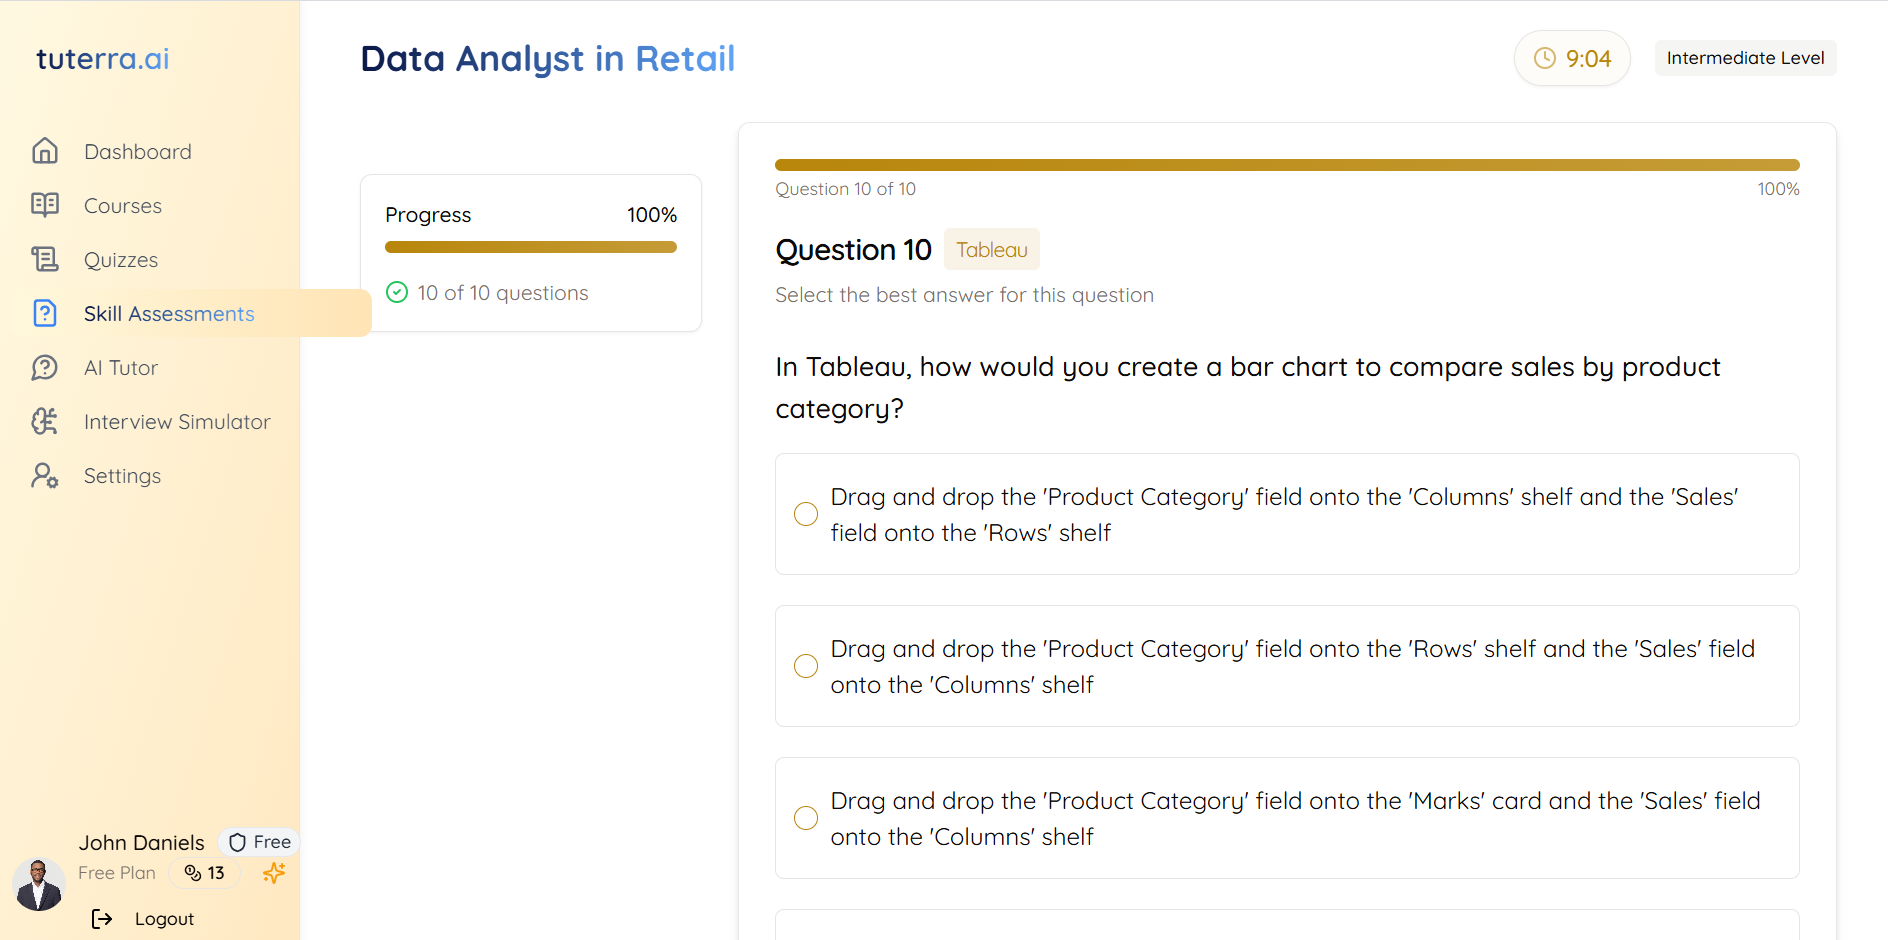 tuterra.ai
Dashboard
Courses
Quizzes
Skill Assessments
AI Tutor
Interview Simulator
Settings
John Daniels
Free
Free Plan
13
Logout
Data Analyst in Retail
9:04
Intermediate Level
Progress
100%
10 of 10 questions
Question 10 of 10
100%
Question 10
Tableau
Select the best answer for this question
In Tableau, how would you create a bar chart to compare sales by product
category?
Drag and drop the 'Product Category' field onto the 'Columns' shelf and the 'Sales'
field onto the 'Rows' shelf
Drag and drop the 'Product Category' field onto the 'Rows' shelf and the 'Sales' field
onto the 'Columns' shelf
Drag and drop the 'Product Category' field onto the 'Marks' card and the 'Sales' field
onto the 'Columns' shelf